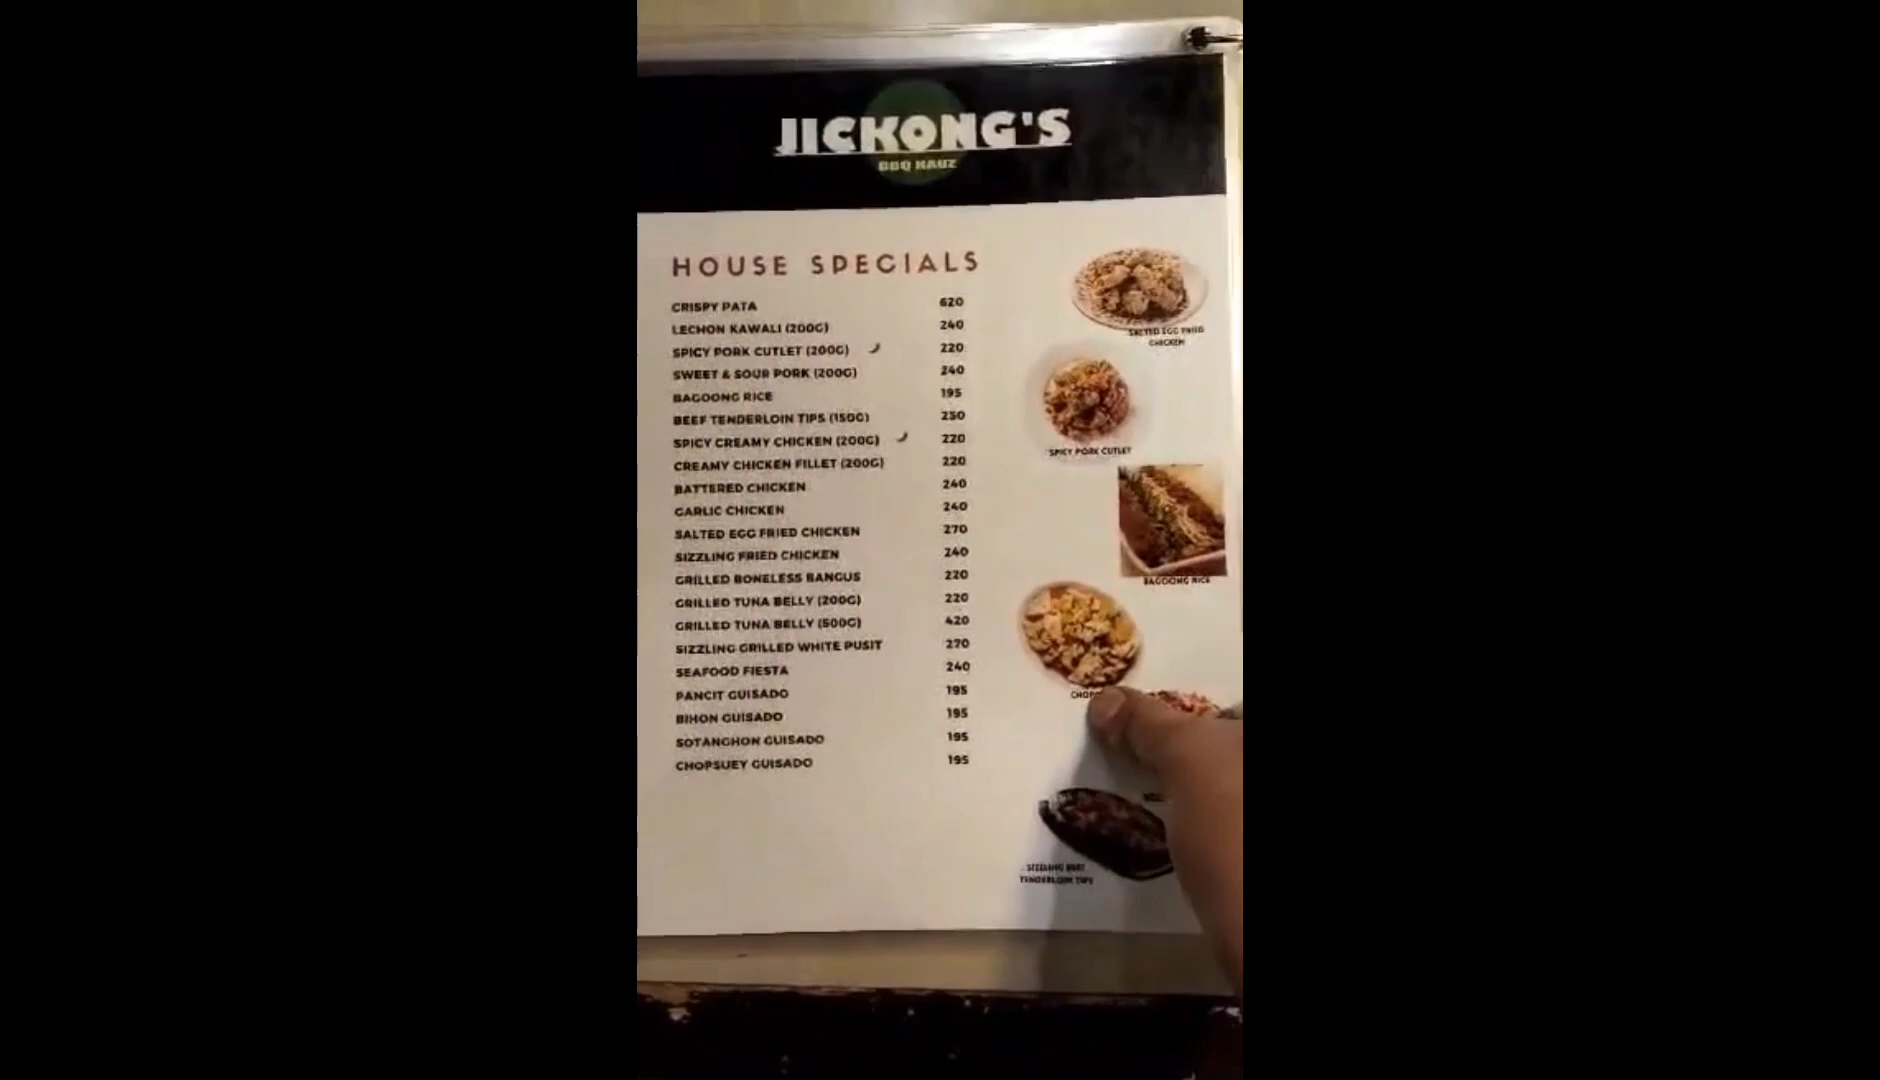 JICKONG'S
BBQ HAUZ
HOUSE SPECIALS
CRISPY PATA 620
LECHON KAWALI (200G) 240
SPICY PORK CUTLET (200G) 220
SWEET & SOUR PORK (200G) 240
BAGOONG RICE 195
BEEF TENDERLOIN TIPS (150G) 250
SPICY CREAMY CHICKEN (200G) 220
CREAMY CHICKEN FILLET (200G) 220
BATTERED CHICKEN 240
GARLIC CHICKEN 240
SALTED EGG FRIED CHICKEN 270
SIZZLING FRIED CHICKEN 240
GRILLED BONELESS BANGUS 220
GRILLED TUNA BELLY (200G) 220
GRILLED TUNA BELLY (500G) 420
SIZZLING GRILLED WHITE PUSIT 270
SEAFOOD FIESTA 240
PANCIT GUISADO 195
BIHON GUISADO 195
SOTANGHON GUISADO 195
CHOPSUEY GUISADO 195
SALTED EGG FRIED
CHICKEN
SPICY PORK CUTLET
BAGOONG RICE
SIZZLING BEEF
TENDERLOIN TIPS